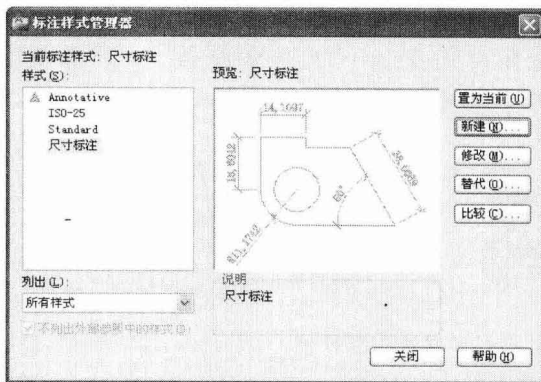 标注样式管理器
当前标注样式: 尺寸标注
样式(S):
Annotative
ISO-25
Standard
尺寸标注
列出(L):
所有样式
不列出外部参照中的样式(D)
预览: 尺寸标注
14,1097
60°
说明
尺寸标注
置为当前(U)
新建(N)...
修改(M)...
替代(O)...
比较(C)...
关闭
帮助(H)